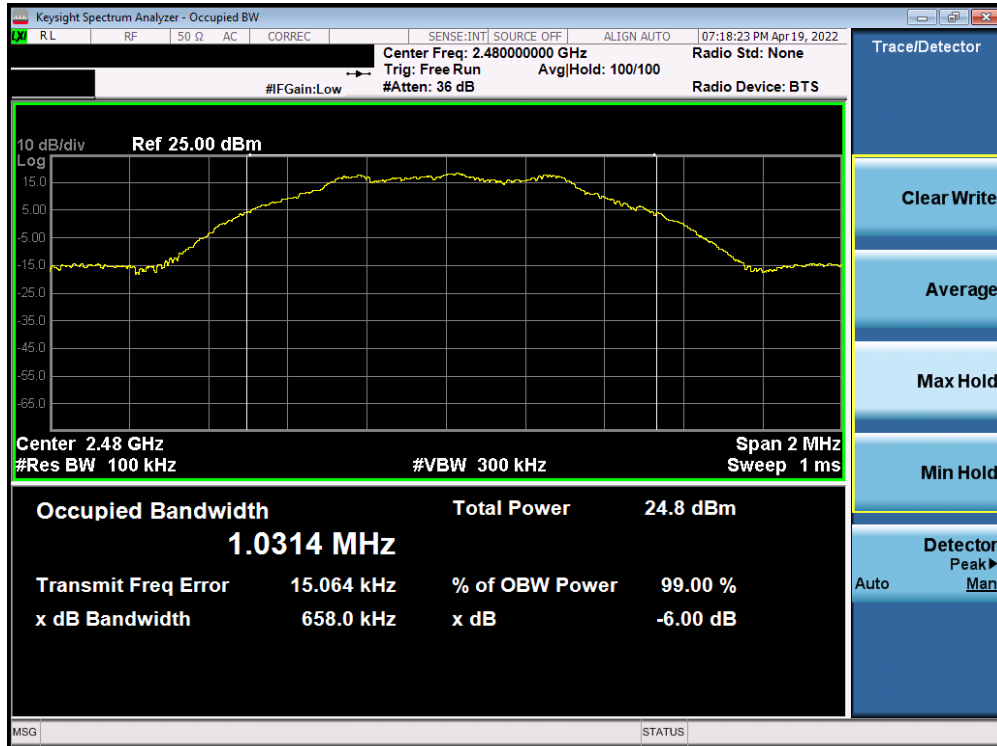 Keysight Spectrum Analyzer - Occupied BW
LXI RL RF 50 Ω AC CORREC SENSE:INT SOURCE OFF ALIGN AUTO 07:18:23 PM Apr 19, 2022
Center Freq: 2.480000000 GHz Radio Std: None
Trig: Free Run Avg|Hold: 100/100
#IFGain:Low #Atten: 36 dB Radio Device: BTS
10 dB/div Ref 25.00 dBm
Log
15.0
5.00
-5.00
-15.0
-25.0
-35.0
-45.0
-55.0
-65.0
Center 2.48 GHz Span 2 MHz
#Res BW 100 kHz #VBW 300 kHz Sweep 1 ms
Occupied Bandwidth Total Power 24.8 dBm
1.0314 MHz
Transmit Freq Error 15.064 kHz % of OBW Power 99.00 %
x dB Bandwidth 658.0 kHz x dB -6.00 dB
MSG STATUS
Trace/Detector
Clear Write
Average
Max Hold
Min Hold
Detector
Peak▶
Auto Man